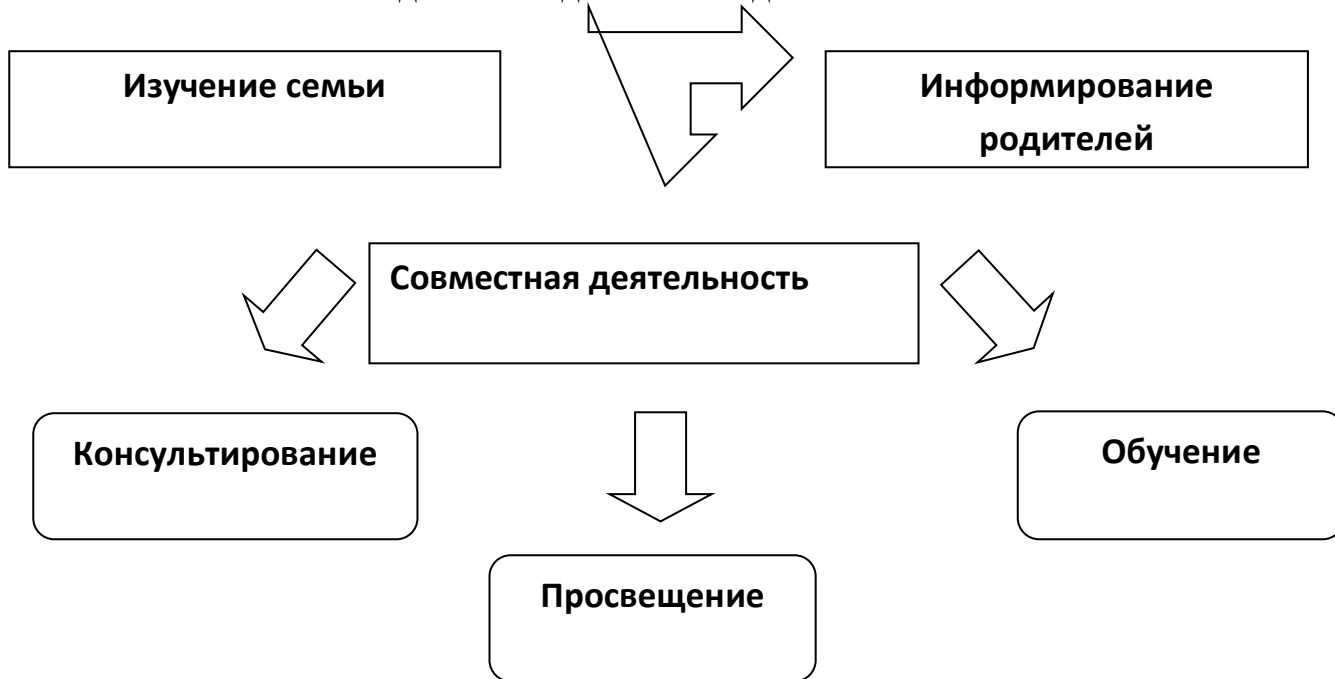 Изучение семьи
Информирование
родителей
Совместная деятельность
Консультирование
Обучение
Просвещение